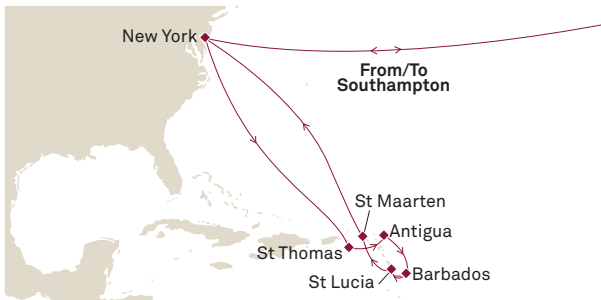 New York
From/To
Southampton
St Maarten
Antigua
St Thomas
St Lucia
Barbados